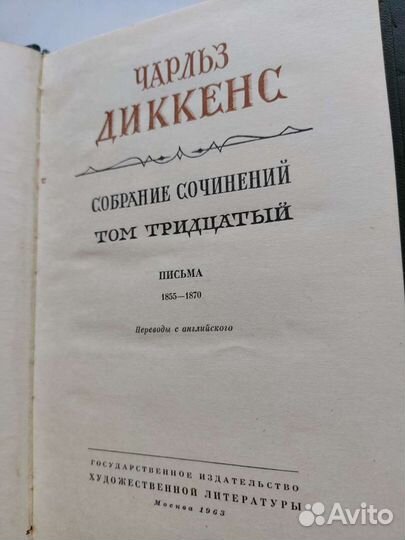 ЧАРЛЬЗ
ДИККЕНС
СОБРАНИЕ СОЧИНЕНИЙ
ТОМ ТРИДЦАТЫЙ
ПИСЬМА
1855—1870
Переводы с английского
ГОСУДАРСТВЕННОЕ ИЗДАТЕЛЬСТВО
ХУДОЖЕСТВЕННОЙ ЛИТЕРАТУРЫ
Москва 1963
Avito